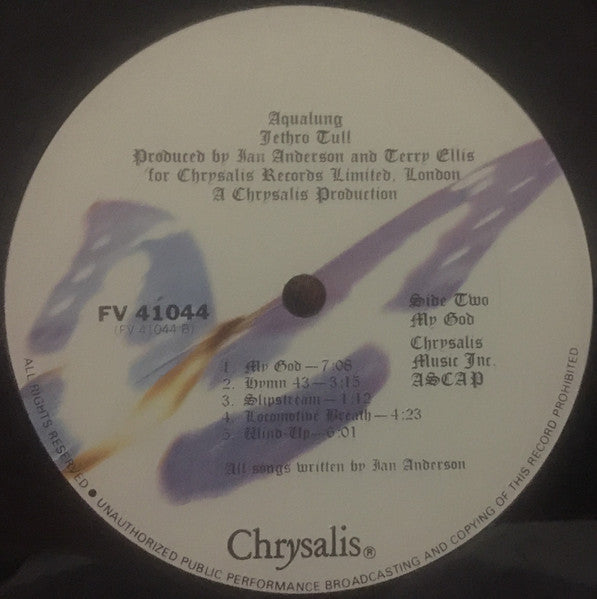 Aqualung
Jethro Tull
Produced by Ian Anderson and Terry Ellis
for Chrysalis Records Limited, London
A Chrysalis Production
FV 41044
(FV 41044 B)
Side Two
My God
Chrysalis
Music Inc.
ASCAP
1. My God—7:08
2. Hymn 43—3:15
3. Slipstream—1:12
4. Locomotive Breath—4:23
5. Wind-Up—6:01
All songs written by Ian Anderson
Chrysalis®
ALL RIGHTS RESERVED ● UNAUTHORIZED PUBLIC PERFORMANCE BROADCASTING AND COPYING OF THIS RECORD PROHIBITED